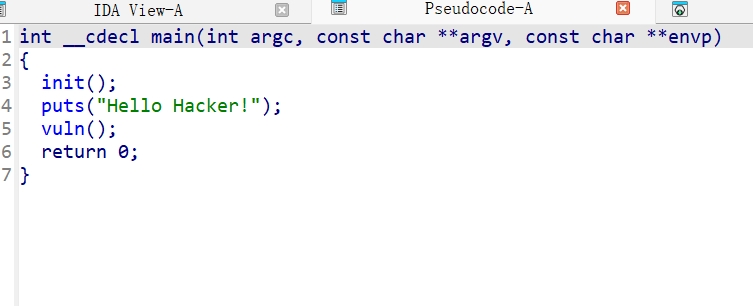 IDA View-A Pseudocode-A
1 int __cdecl main(int argc, const char **argv, const char **envp)
2 {
3   init();
4   puts("Hello Hacker!");
5   vuln();
6   return 0;
7 }